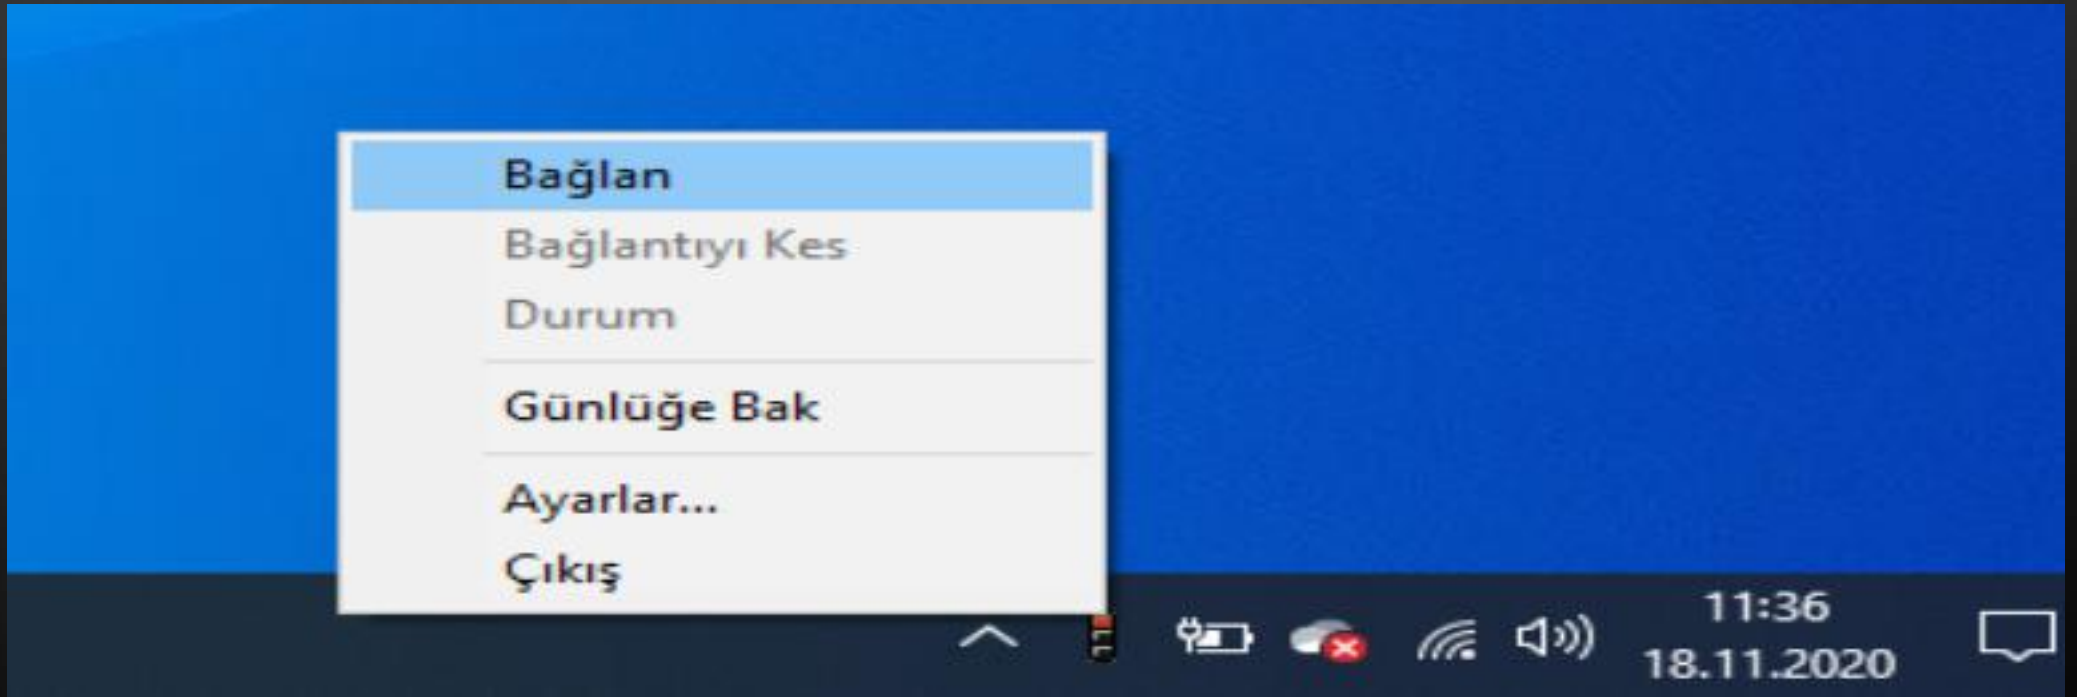 Bağlan
Bağlantıyı Kes
Durum
Günlüğe Bak
Ayarlar...
Çıkış
11:36
18.11.2020